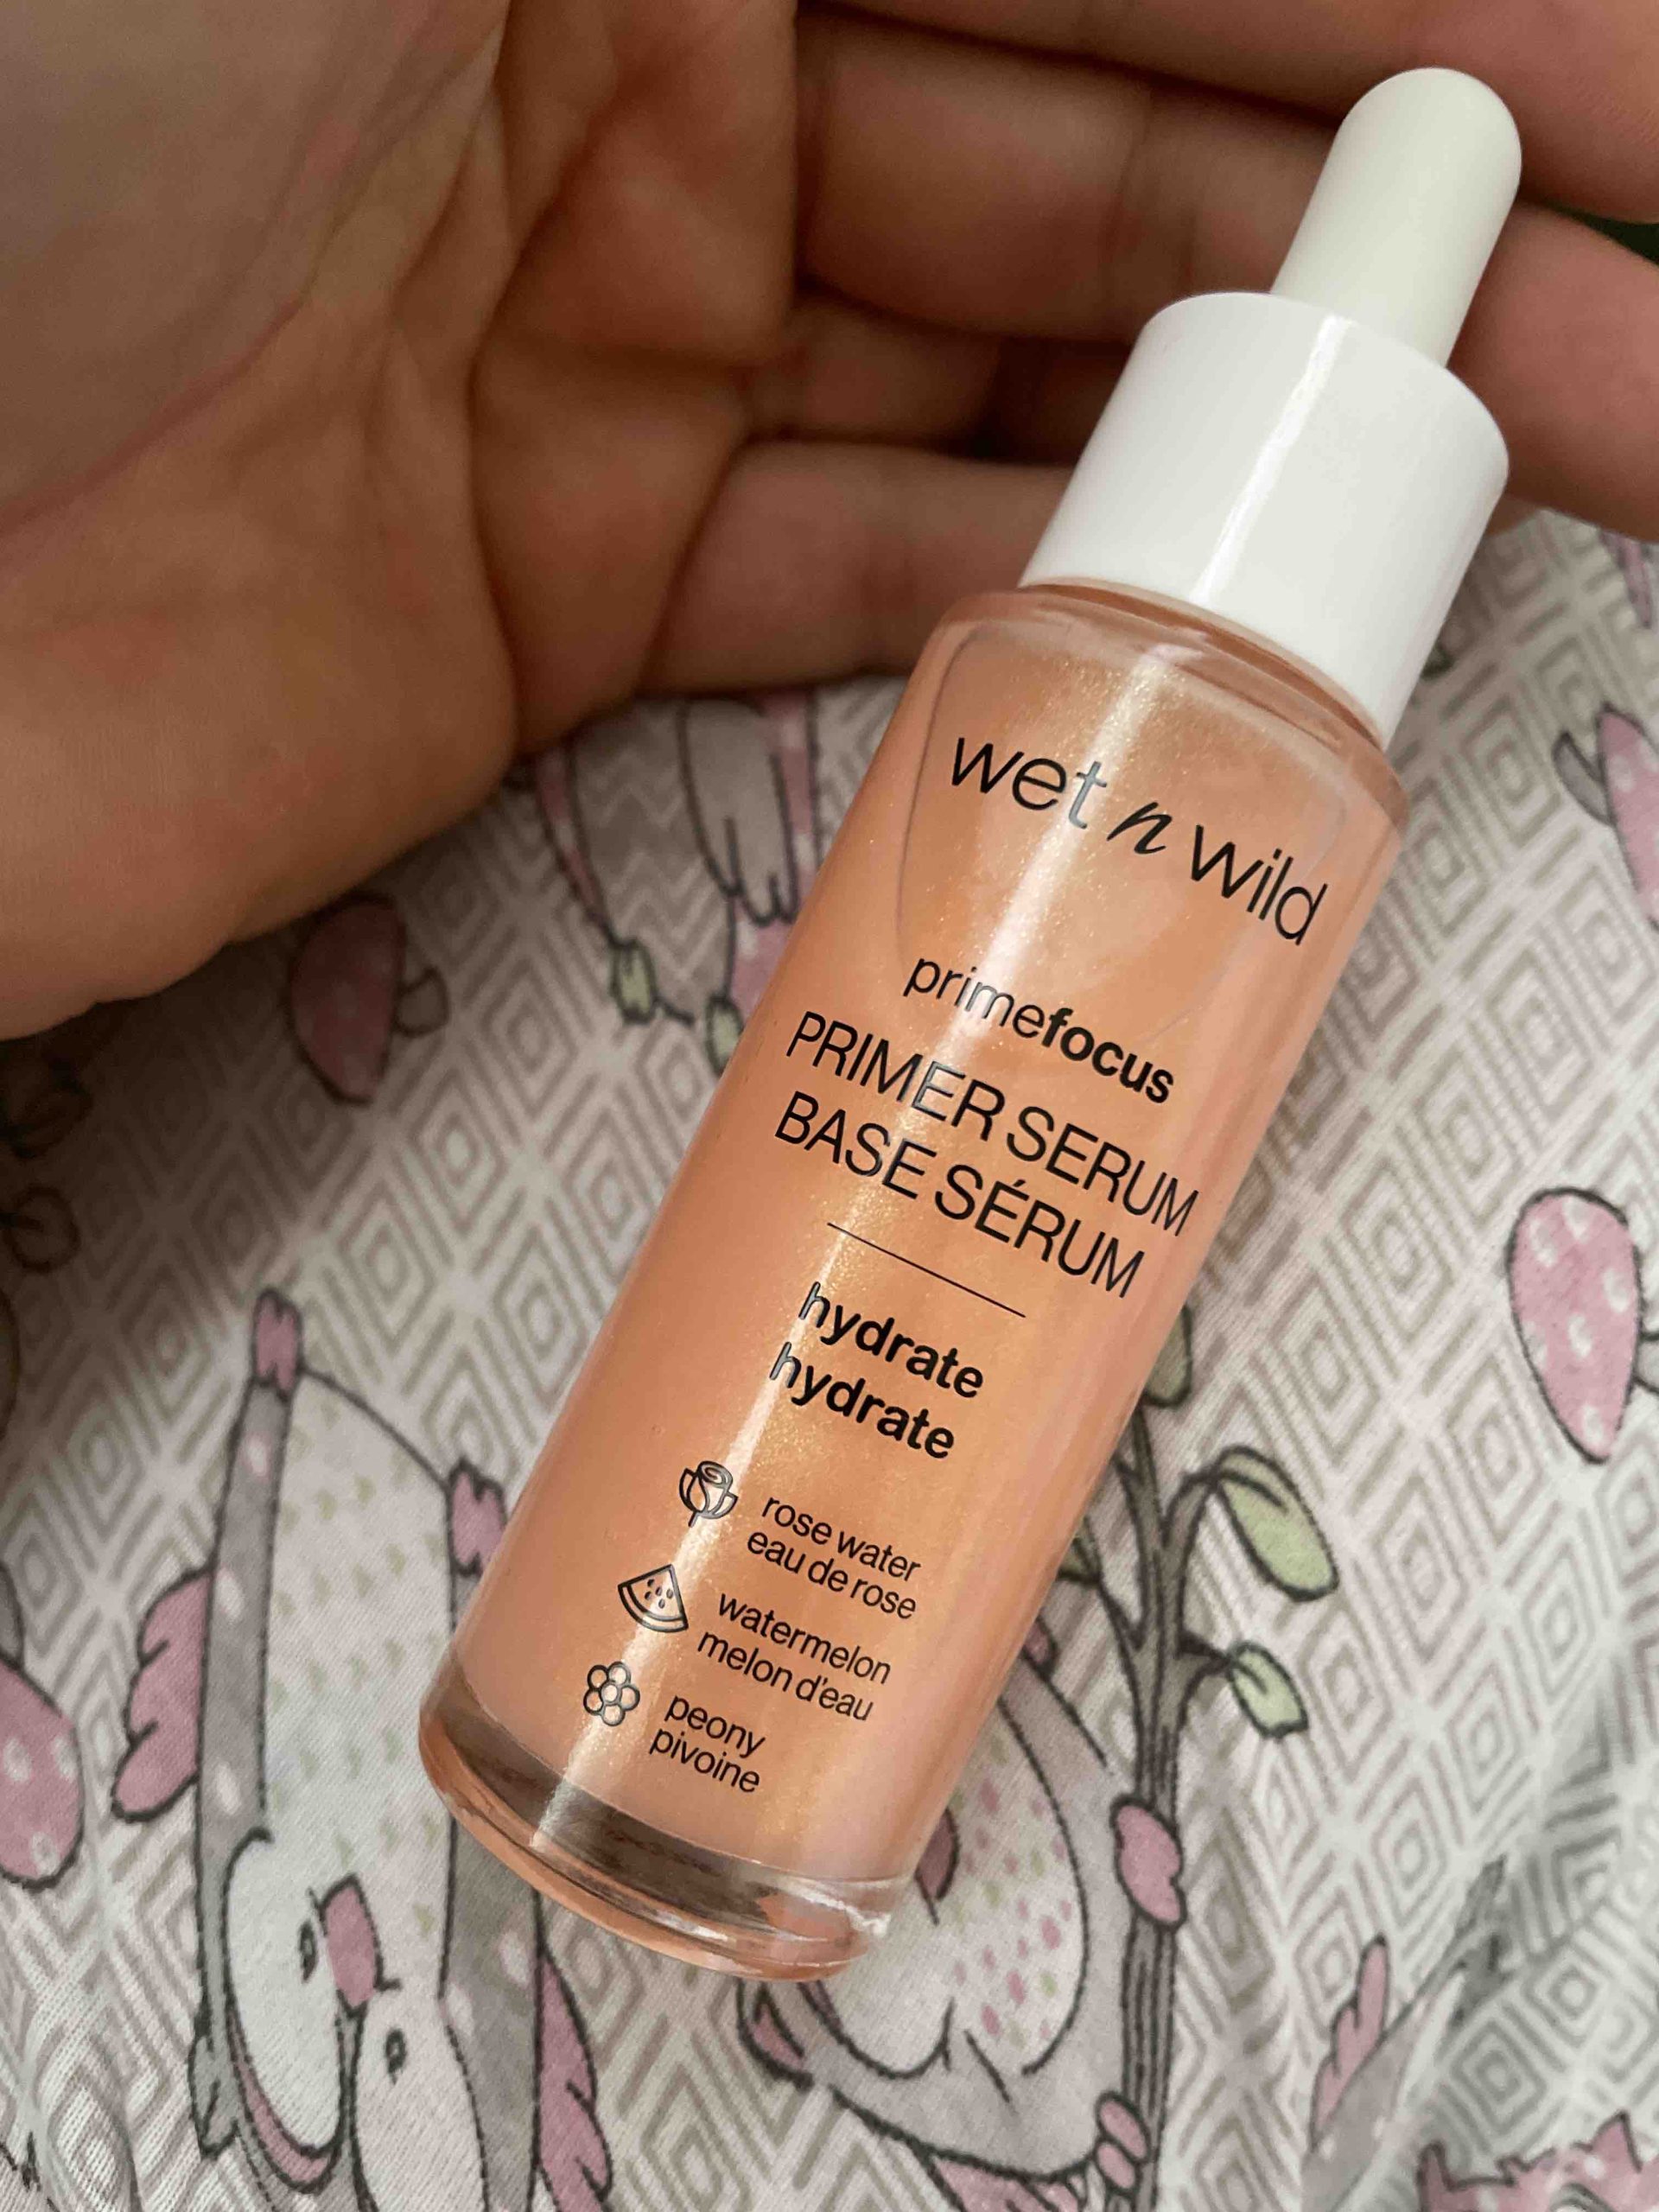 wet n wild
primefocus
PRIMER SERUM
BASE SÉRUM
hydrate
hydrate
rose water
eau de rose
watermelon
melon d'eau
peony
pivoine